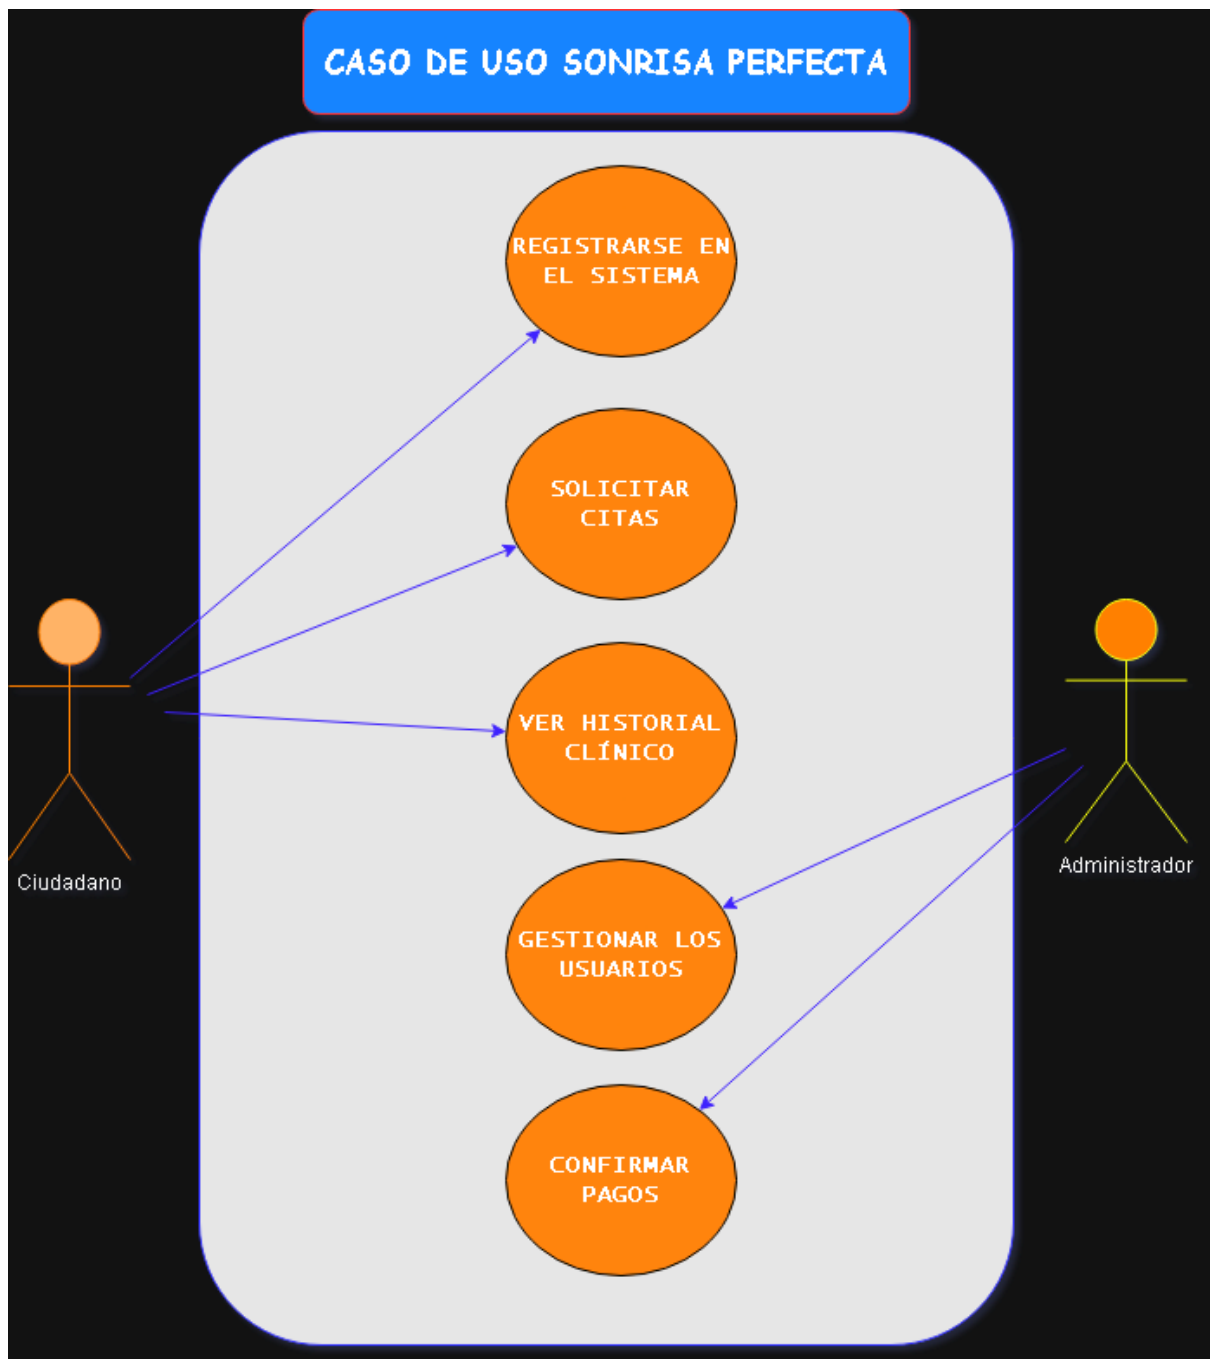 CASO DE USO SONRISA PERFECTA
REGISTRARSE EN
EL SISTEMA
SOLICITAR
CITAS
VER HISTORIAL
CLÍNICO
Ciudadano
Administrador
GESTIONAR LOS
USUARIOS
CONFIRMAR
PAGOS